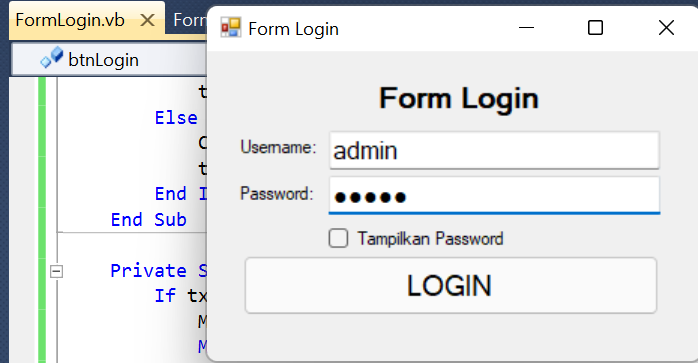 FormLogin.vb
Form
btnLogin
t
Else
C
t
End I
End Sub
Private S
If tx
M
M
Form Login
Form Login
Username:
admin
Password:
●●●●●
Tampilkan Password
LOGIN